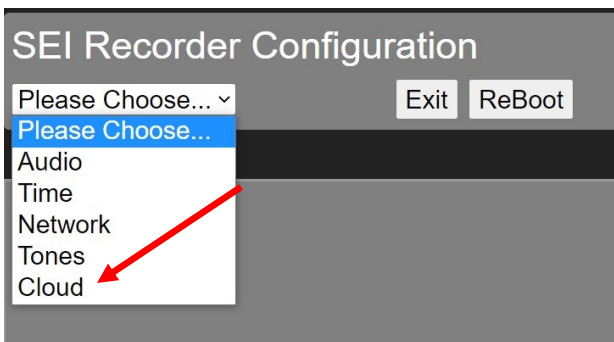 SEI Recorder Configuration
Please Choose... Exit ReBoot
Please Choose...
Audio
Time
Network
Tones
Cloud